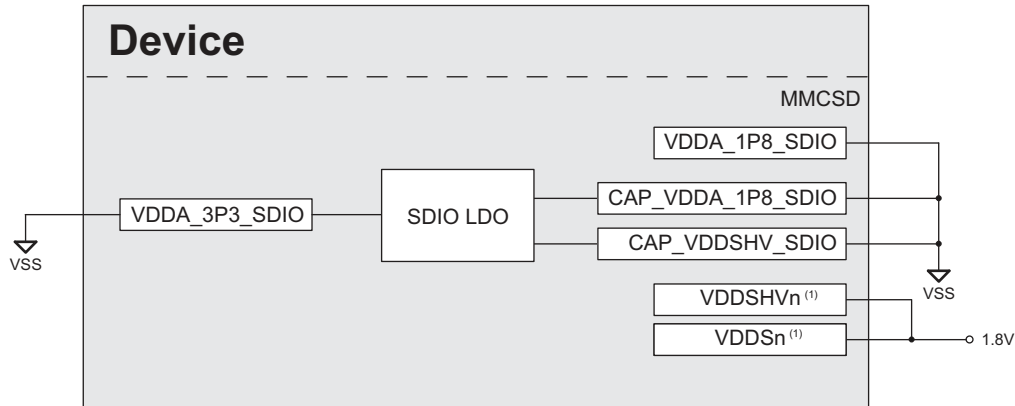 Device
MMCSD
VDDA_1P8_SDIO
VDDA_3P3_SDIO
SDIO LDO
CAP_VDDA_1P8_SDIO
CAP_VDDSHV_SDIO
VSS
VSS
VDDSHVn (1)
VDDSn (1)
1.8V